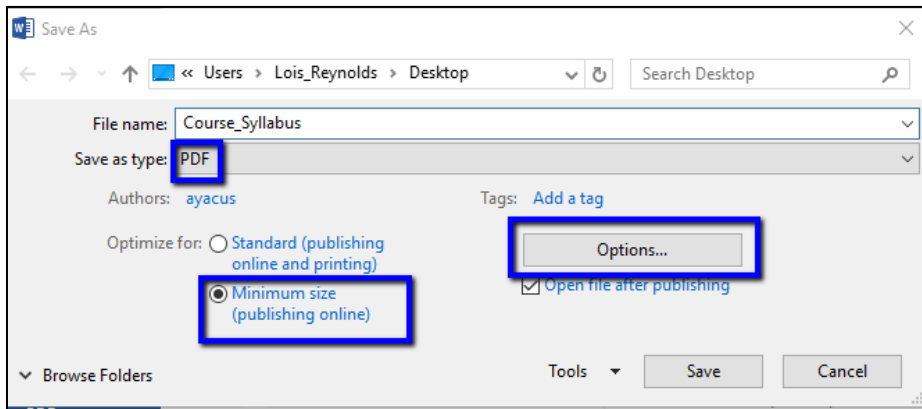 Save As
« Users > Lois_Reynolds > Desktop
Search Desktop
File name: Course_Syllabus
Save as type: PDF
Authors: ayacus
Tags: Add a tag
Optimize for: Standard (publishing
online and printing)
Minimum size
(publishing online)
Options...
Open file after publishing
Browse Folders
Tools
Save
Cancel